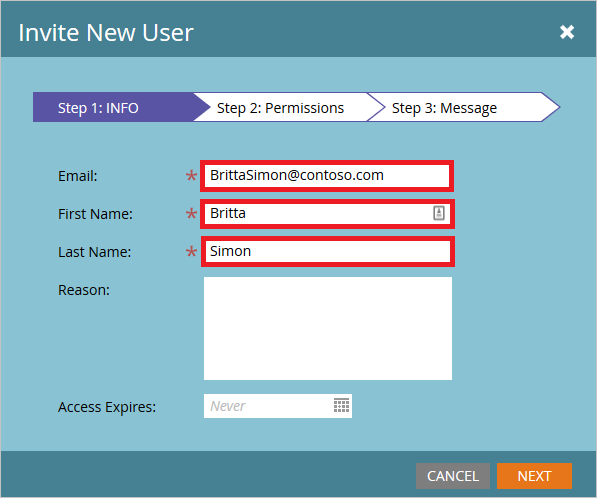 Invite New User
Step 1: INFO Step 2: Permissions Step 3: Message
Email: * BrittaSimon@contoso.com
First Name: * Britta
Last Name: * Simon
Reason:
Access Expires: Never
CANCEL NEXT